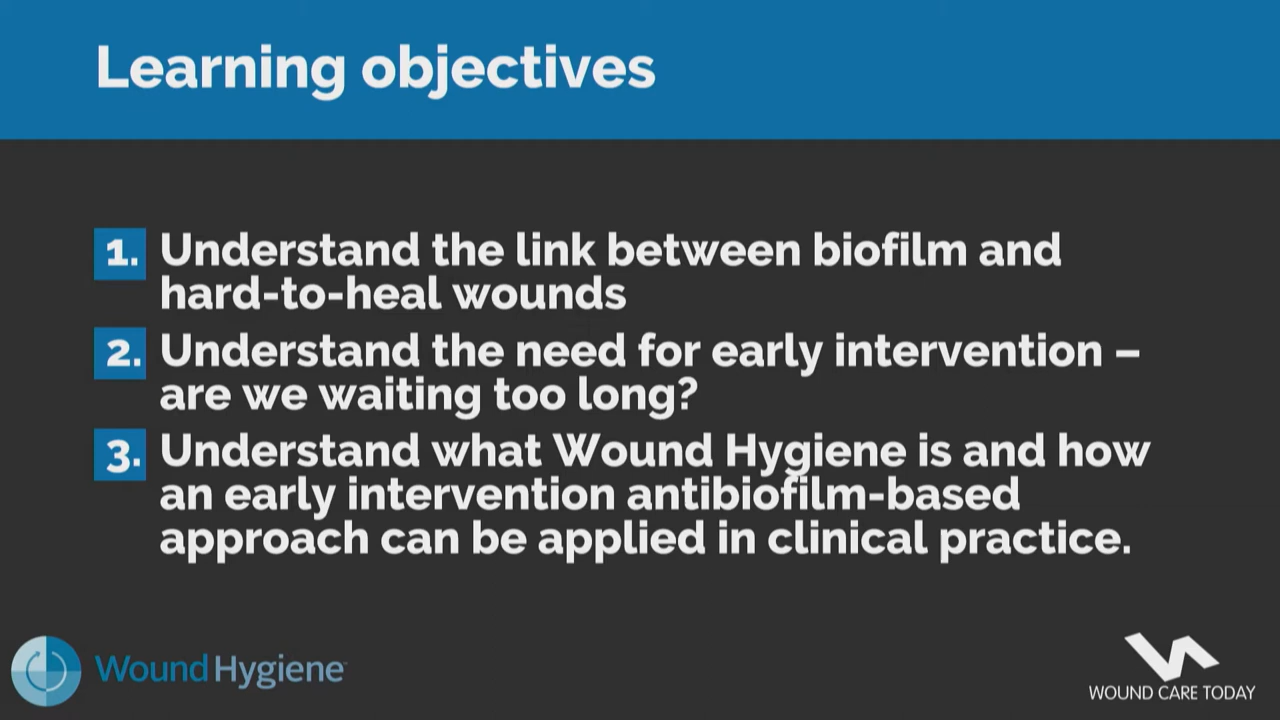 Learning objectives
1. Understand the link between biofilm and
hard-to-heal wounds
2. Understand the need for early intervention –
are we waiting too long?
3. Understand what Wound Hygiene is and how
an early intervention antibiofilm-based
approach can be applied in clinical practice.
WoundHygiene
WOUND CARE TODAY